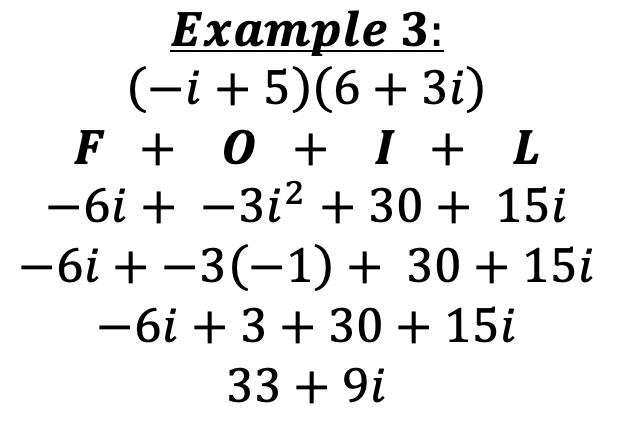 Example 3:
(−i + 5)(6 + 3i)
F + O + I + L
−6i + −3i² + 30 + 15i
−6i + −3(−1) + 30 + 15i
−6i + 3 + 30 + 15i
33 + 9i